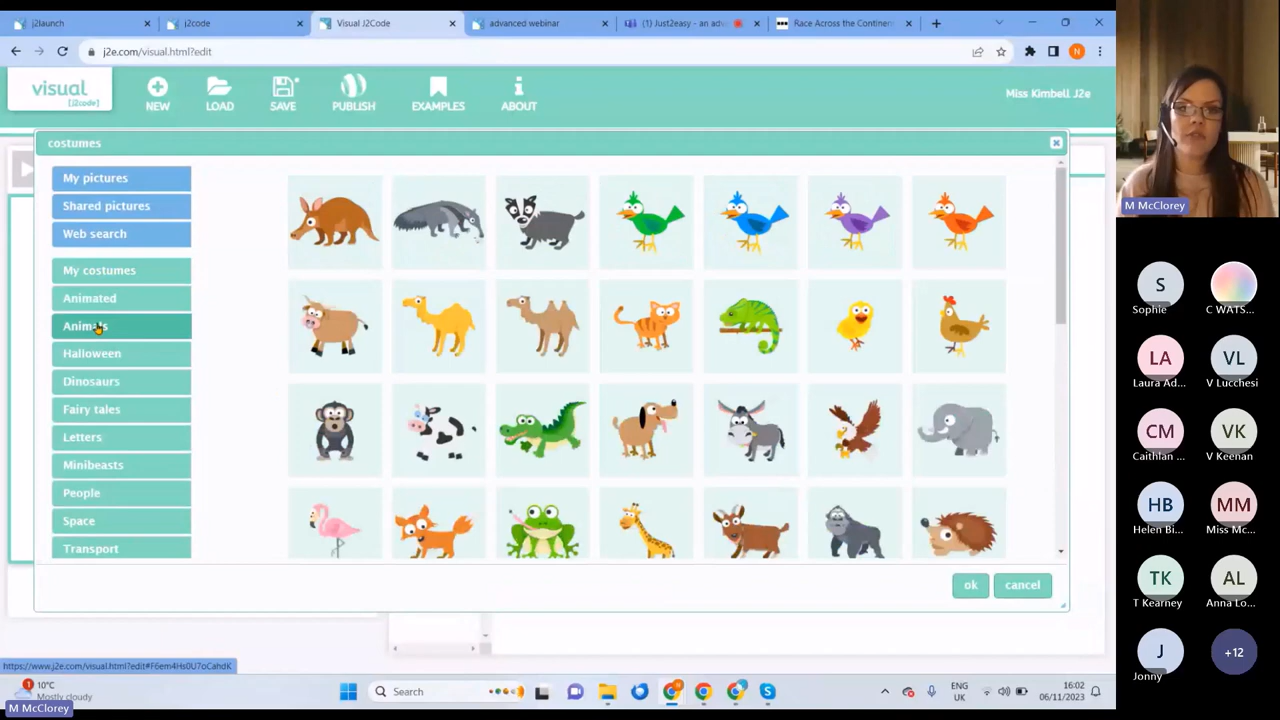 j2launch
j2code
Visual J2Code
advanced webinar
(1) Just2easy - an adv
Race Across the Continen
j2e.com/visual.html?edit
N
visual
[j2code]
NEW
LOAD
SAVE
PUBLISH
EXAMPLES
ABOUT
Miss Kimbell J2e
costumes
My pictures
Shared pictures
Web search
My costumes
Animated
Animals
Halloween
Dinosaurs
Fairy tales
Letters
Minibeasts
People
Space
Transport
ok
cancel
https://www.j2e.com/visual.html?edit#F6em4Hs0U7oCahdK
1
10°C
Mostly cloudy
Search
ENG
UK
16:02
06/11/2023
M McClorey
M McClorey
S
Sophie
C WATS...
LA
Laura Ad...
VL
V Lucchesi
CM
Caithlan ...
VK
V Keenan
HB
Helen Bi...
MM
Miss Mc...
TK
T Kearney
AL
Anna Lo...
J
Jonny
+12